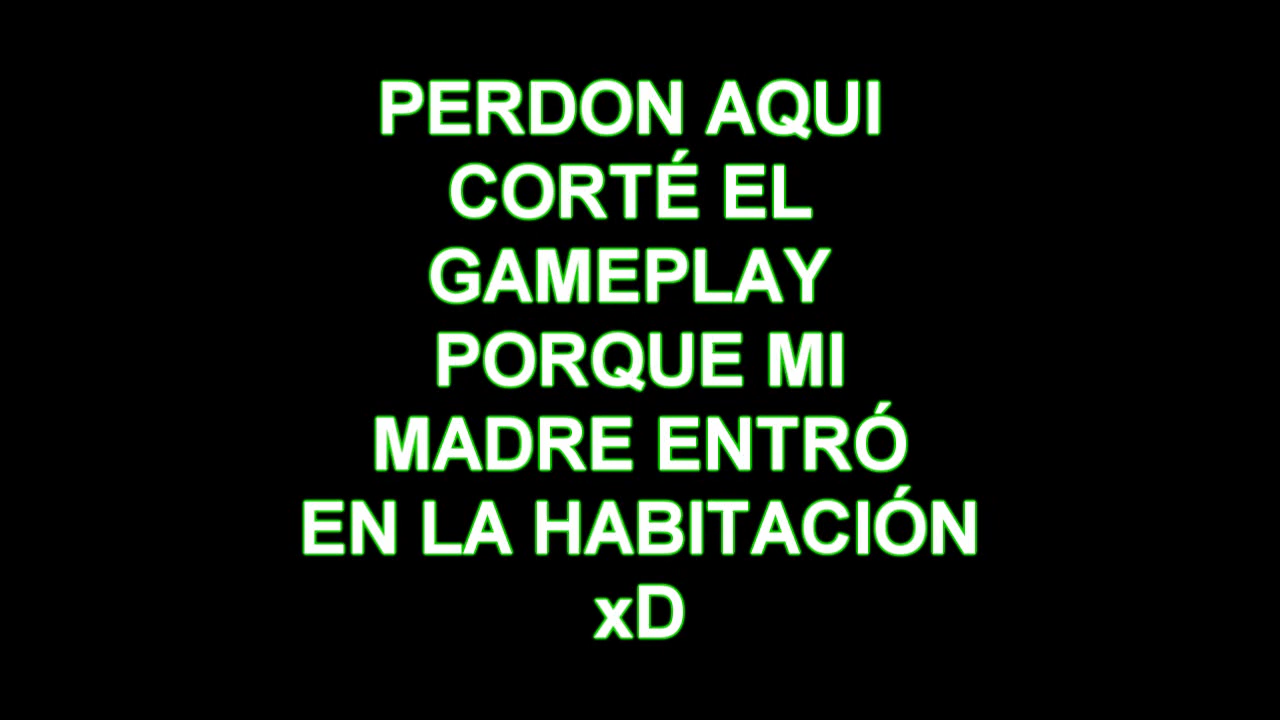 PERDON AQUI
CORTÉ EL
GAMEPLAY
PORQUE MI
MADRE ENTRÓ
EN LA HABITACIÓN
xD